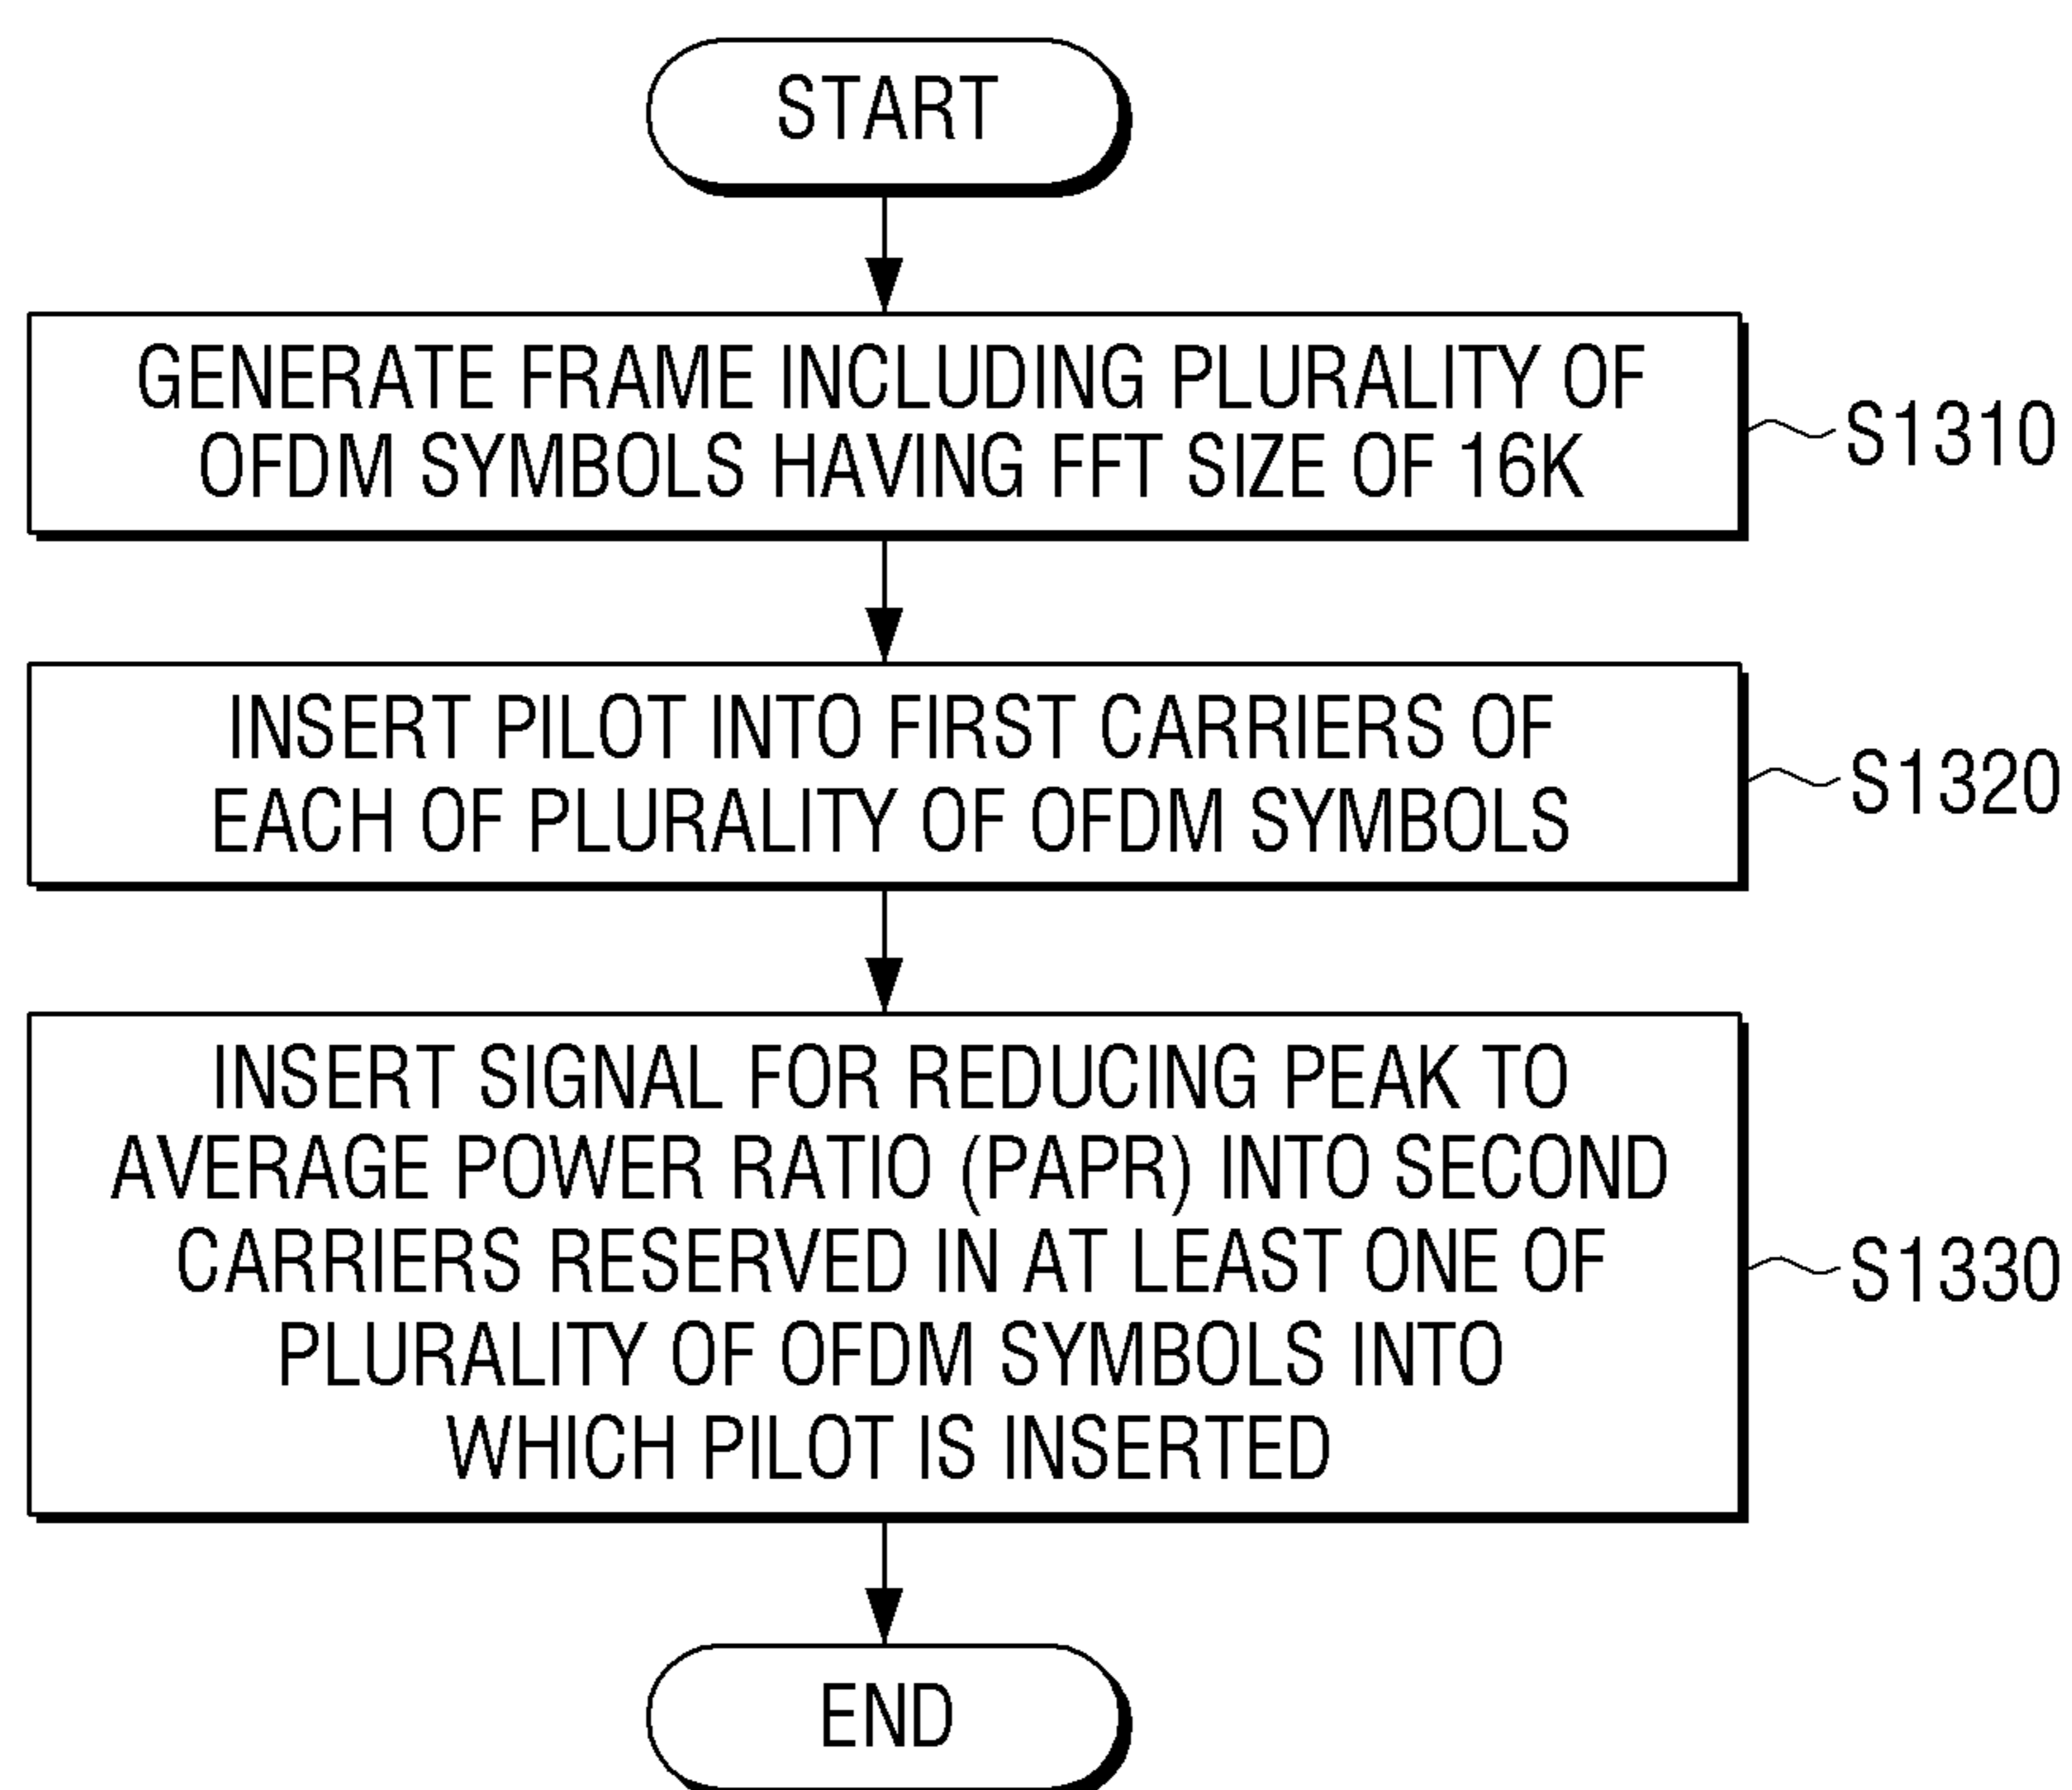 START
GENERATE FRAME INCLUDING PLURALITY OF
OFDM SYMBOLS HAVING FFT SIZE OF 16K
S1310
INSERT PILOT INTO FIRST CARRIERS OF
EACH OF PLURALITY OF OFDM SYMBOLS
S1320
INSERT SIGNAL FOR REDUCING PEAK TO
AVERAGE POWER RATIO (PAPR) INTO SECOND
CARRIERS RESERVED IN AT LEAST ONE OF
PLURALITY OF OFDM SYMBOLS INTO
WHICH PILOT IS INSERTED
S1330
END